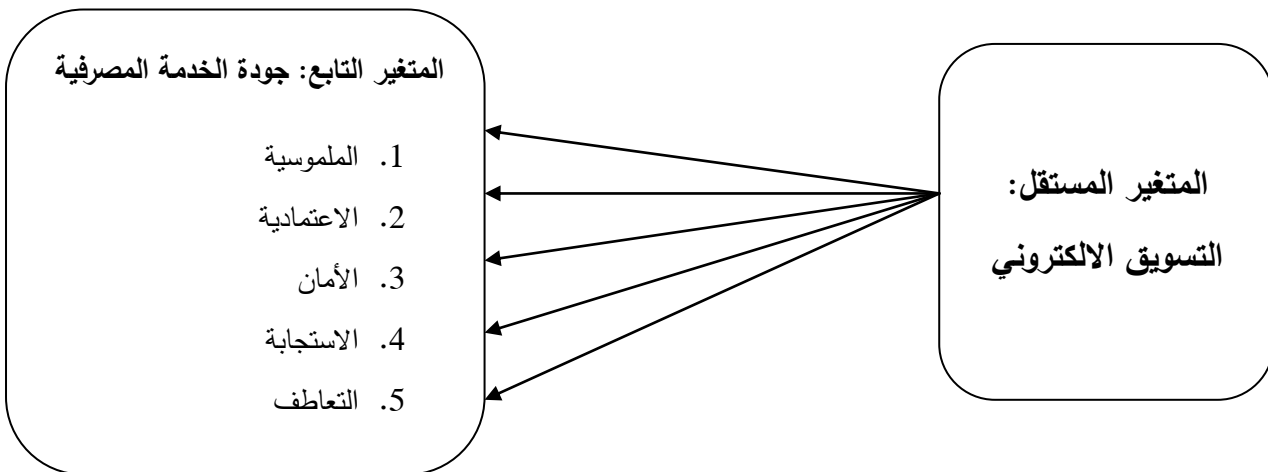 المتغير المستقل:
التسويق الالكتروني
المتغير التابع: جودة الخدمة المصرفية
1. الملموسية
2. الاعتمادية
3. الأمان
4. الاستجابة
5. التعاطف